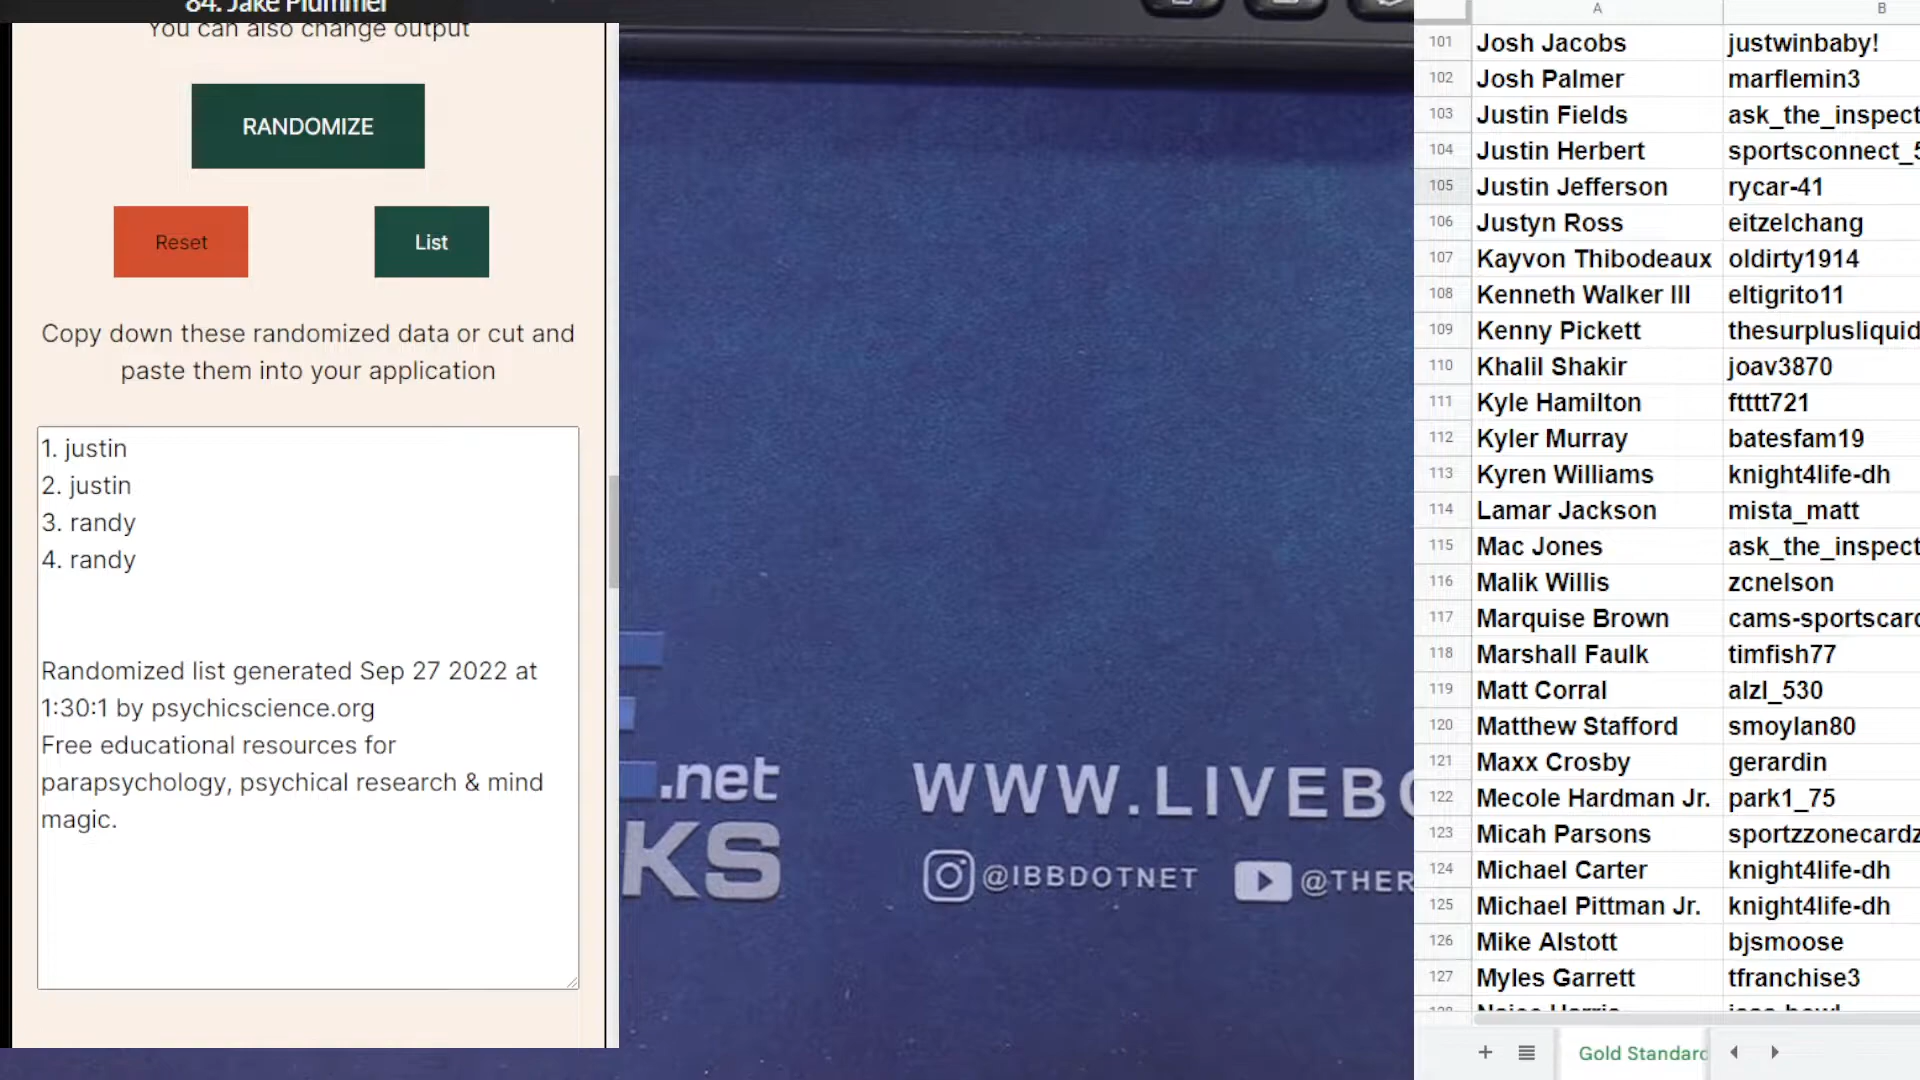 84. Jake Plummer
You can also change output
RANDOMIZE
Reset
List
Copy down these randomized data or cut and
paste them into your application
1. justin
2. justin
3. randy
4. randy
Randomized list generated Sep 27 2022 at
1:30:1 by psychicscience.org
Free educational resources for
parapsychology, psychical research & mind
magic.
.net
KS
WWW.LIVEBO
@IBBDOTNET
@THER
A B
101 Josh Jacobs justwinbaby!
102 Josh Palmer marflemin3
103 Justin Fields ask_the_inspect
104 Justin Herbert sportsconnect_5
105 Justin Jefferson rycar-41
106 Justyn Ross eitzelchang
107 Kayvon Thibodeaux oldirty1914
108 Kenneth Walker III eltigrito11
109 Kenny Pickett thesurplusliquid
110 Khalil Shakir joav3870
111 Kyle Hamilton fttttt721
112 Kyler Murray batesfam19
113 Kyren Williams knight4life-dh
114 Lamar Jackson mista_matt
115 Mac Jones ask_the_inspect
116 Malik Willis zcnelson
117 Marquise Brown cams-sportscard
118 Marshall Faulk timfish77
119 Matt Corral alzl_530
120 Matthew Stafford smoylan80
121 Maxx Crosby gerardin
122 Mecole Hardman Jr. park1_75
123 Micah Parsons sportzzonecardz
124 Michael Carter knight4life-dh
125 Michael Pittman Jr. knight4life-dh
126 Mike Alstott bjsmoose
127 Myles Garrett tfranchise3
Gold Standard